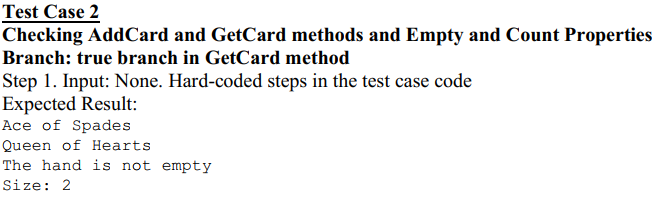 Test Case 2
Checking AddCard and GetCard methods and Empty and Count Properties
Branch: true branch in GetCard method
Step 1. Input: None. Hard-coded steps in the test case code
Expected Result:
Ace of Spades
Queen of Hearts
The hand is not empty
Size: 2